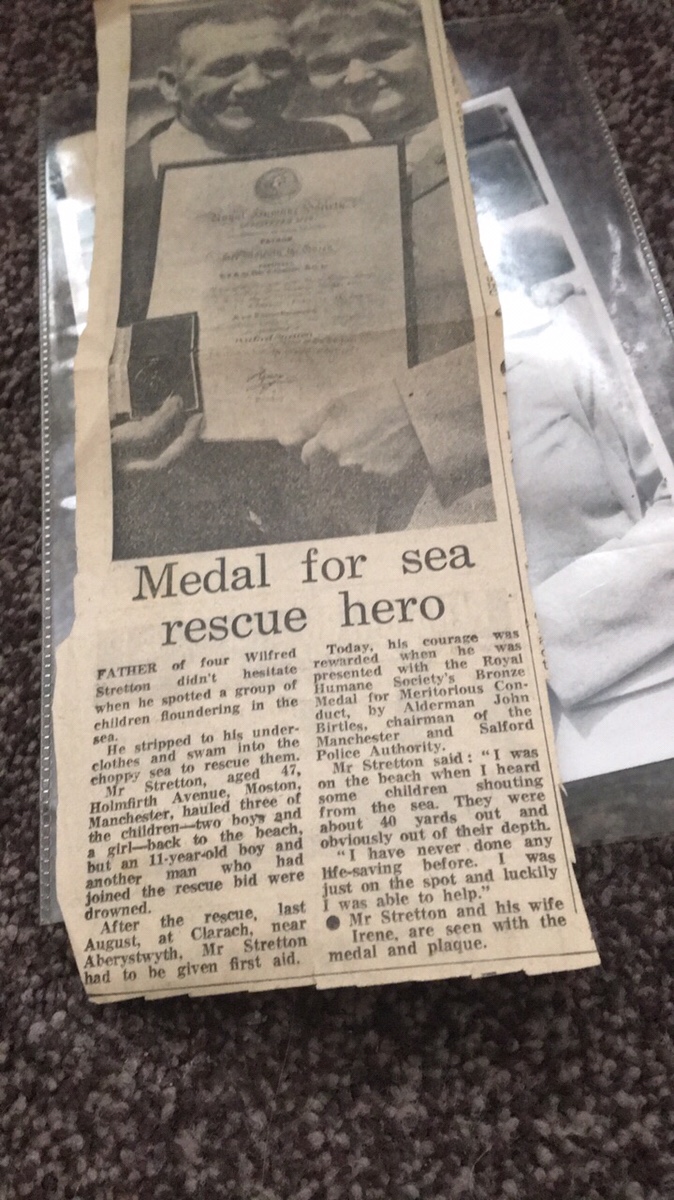 Royal Humane Society
Medal for sea
rescue hero
FATHER of four Wilfred
Stretton didn't hesitate
when he spotted a group of
children floundering in the
sea.
He stripped to his under-
clothes and swam into the
choppy sea to rescue them.
Mr Stretton, aged 47,
Holmfirth Avenue, Moston,
Manchester, hauled three of
the children—two boys and
a girl—back to the beach,
but an 11-year-old boy and
another man who had
joined the rescue bid were
drowned.
After the rescue, last
August, at Clarach, near
Aberystwyth, Mr Stretton
had to be given first aid.
Today, his courage was
rewarded when he was
presented with the Royal
Humane Society's Bronze
Medal for Meritorious Con-
duct, by Alderman John
Birtles, chairman of the
Manchester and Salford
Police Authority.
Mr Stretton said: "I was
on the beach when I heard
some children shouting
from the sea. They were
about 40 yards out and
obviously out of their depth.
"I have never done any
life-saving before. I was
just on the spot and luckily
I was able to help."
● Mr Stretton and his wife
Irene, are seen with the
medal and plaque.